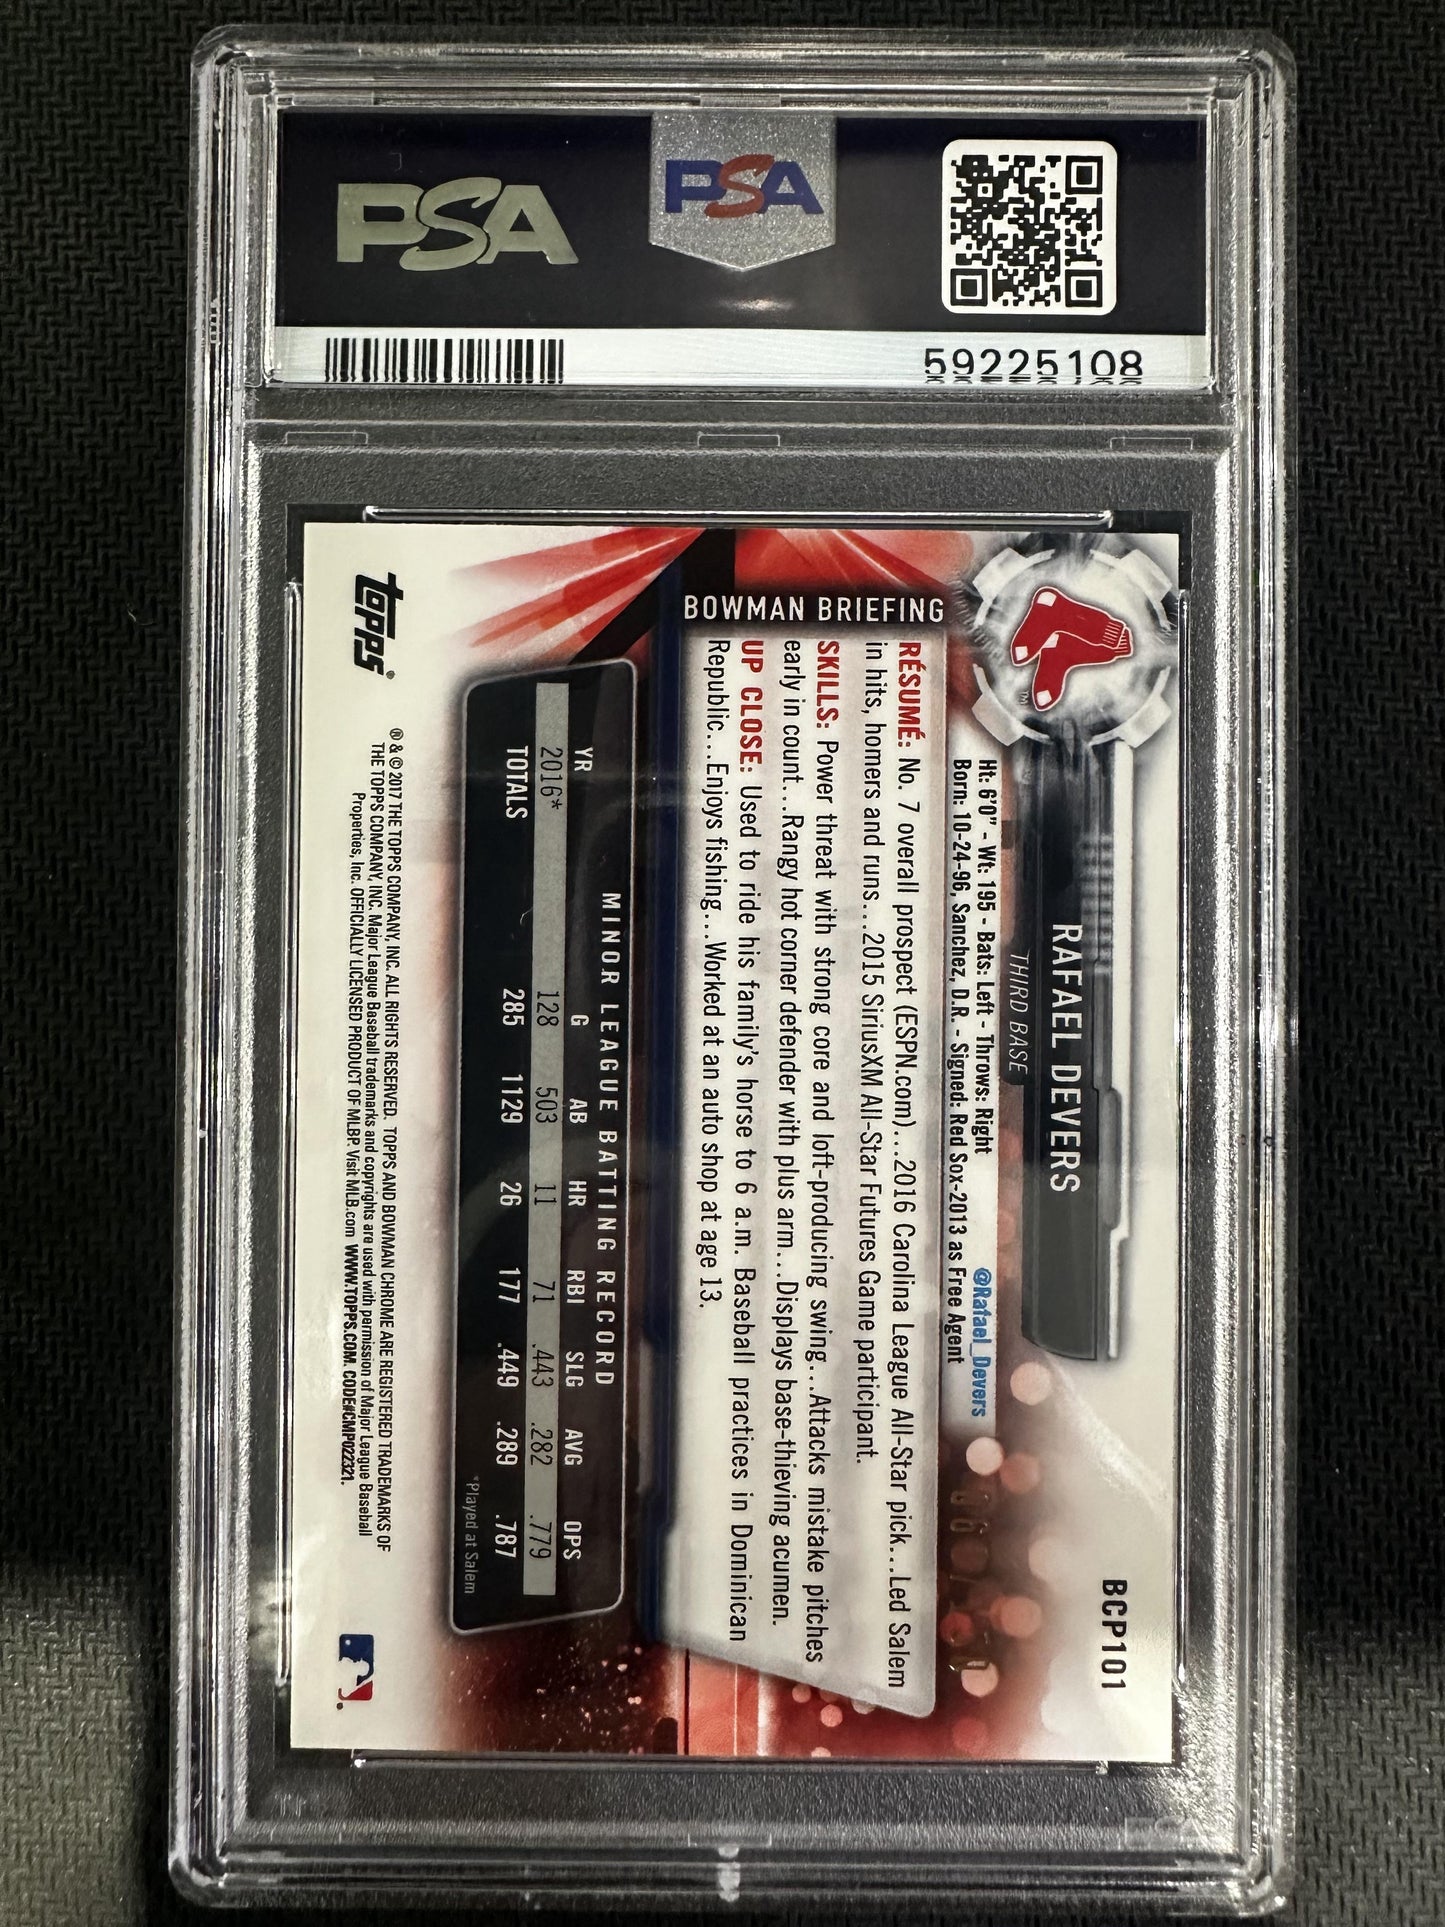 PSA
PSA
59225108
BCP101
RAFAEL DEVERS
THIRD BASE
@Rafael_Devers
Ht: 6'0" - Wt: 195 - Bats: Left - Throws: Right
Born: 10-24-96, Sanchez, D.R. - Signed: Red Sox-2013 as Free Agent
BOWMAN BRIEFING
RÉSUMÉ: No. 7 overall prospect (ESPN.com)...2016 Carolina League All-Star pick...Led Salem
in hits, homers and runs...2015 SiriusXM All-Star Futures Game participant.
SKILLS: Power threat with strong core and loft-producing swing...Attacks mistake pitches
early in count...Rangy hot corner defender with plus arm...Displays base-thieving acumen.
UP CLOSE: Used to ride his family's horse to 6 a.m. Baseball practices in Dominican
Republic...Enjoys fishing...Worked at an auto shop at age 13.
MINOR LEAGUE BATTING RECORD
YR G AB HR RBI SLG AVG OPS
2016* 128 503 11 71 .443 .282 .779
TOTALS 285 1129 26 177 .449 .289 .787
*Played at Salem
topps®
® & © 2017 THE TOPPS COMPANY, INC. ALL RIGHTS RESERVED. TOPPS AND BOWMAN CHROME ARE REGISTERED TRADEMARKS OF
THE TOPPS COMPANY, INC. Major League Baseball trademarks and copyrights are used with permission of Major League Baseball
Properties, Inc. OFFICIALLY LICENSED PRODUCT OF MLBP. Visit MLB.com WWW.TOPPS.COM. CODE#CMP022321.